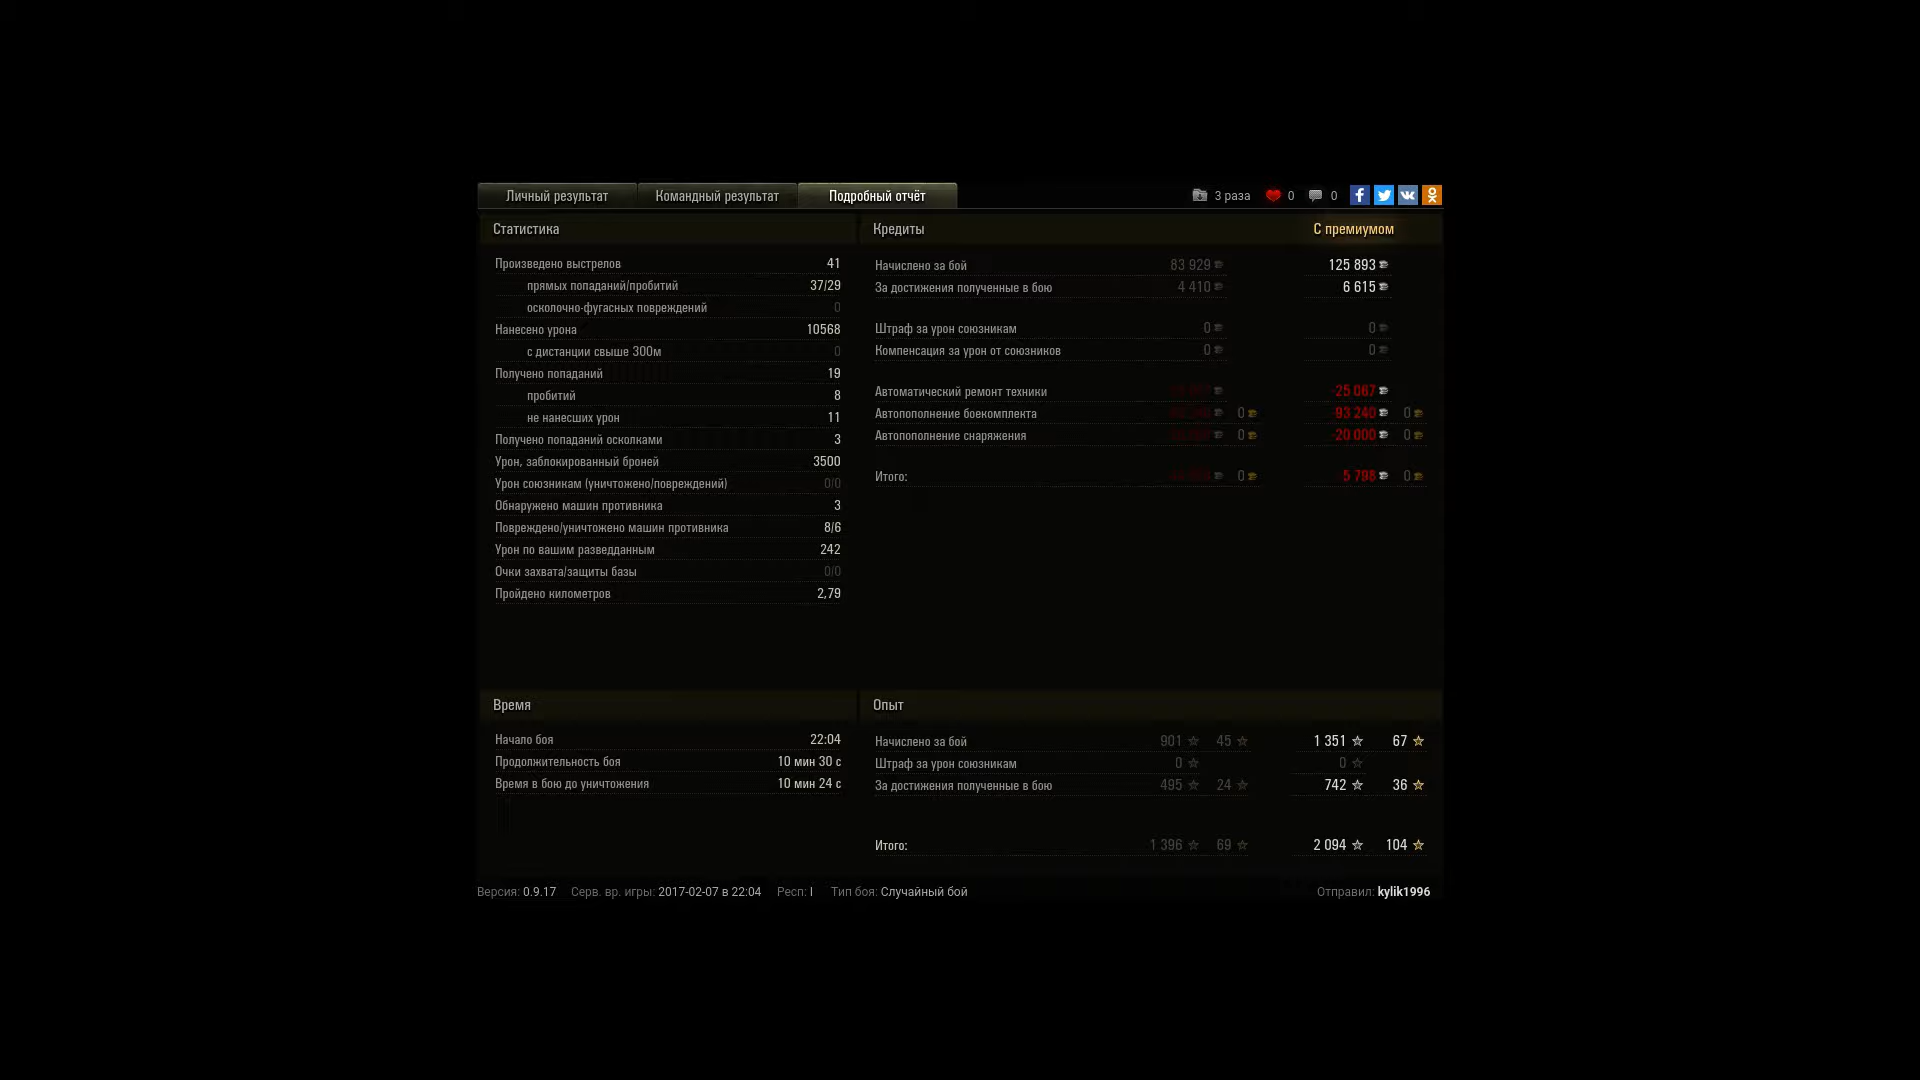 Личный результат Командный результат Подробный отчёт 3 раза 0 0
Статистика
Произведено выстрелов 41
прямых попаданий/пробитий 37/29
осколочно-фугасных повреждений 0
Нанесено урона 10568
с дистанции свыше 300м 0
Получено попаданий 19
пробитий 8
не нанесших урон 11
Получено попаданий осколками 3
Урон, заблокированный броней 3500
Урон союзникам (уничтожено/повреждений) 0/0
Обнаружено машин противника 3
Повреждено/уничтожено машин противника 8/6
Урон по вашим разведданным 242
Очки захвата/защиты базы 0/0
Пройдено километров 2,79
Кредиты С премиумом
Начислено за бой 83 929 125 893
За достижения полученные в бою 4 410 6 615
Штраф за урон союзникам 0 0
Компенсация за урон от союзников 0 0
Автоматический ремонт техники -25 067
Автопополнение боекомплекта 0 -93 240 0
Автопополнение снаряжения 0 -20 000 0
Итого: 0 5 798 0
Время
Начало боя 22:04
Продолжительность боя 10 мин 30 с
Время в бою до уничтожения 10 мин 24 с
Опыт
Начислено за бой 901 45 1 351 67
Штраф за урон союзникам 0 0
За достижения полученные в бою 495 24 742 36
Итого: 1 396 69 2 094 104
Версия: 0.9.17 Серв. вр. игры: 2017-02-07 в 22:04 Респ: I Тип боя: Случайный бой Отправил: kylik1996